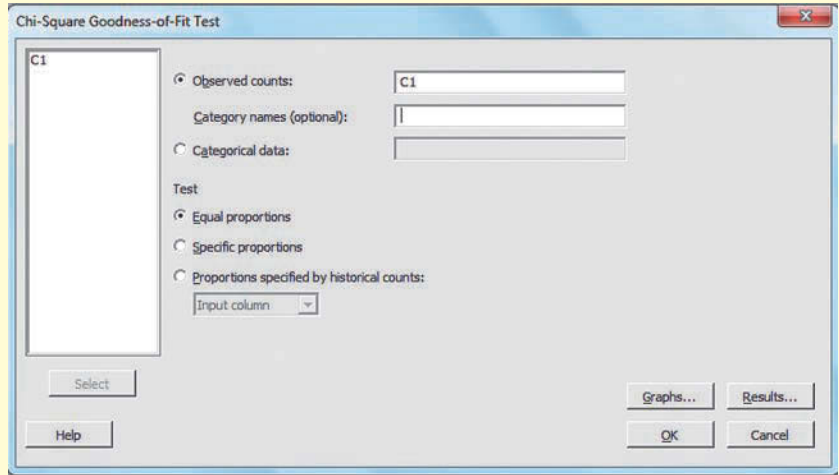 Chi-Square Goodness-of-Fit Test
C1
Observed counts: C1
Category names (optional):
Categorical data:
Test
Equal proportions
Specific proportions
Proportions specified by historical counts:
Input column
Select
Graphs... Results...
Help OK Cancel